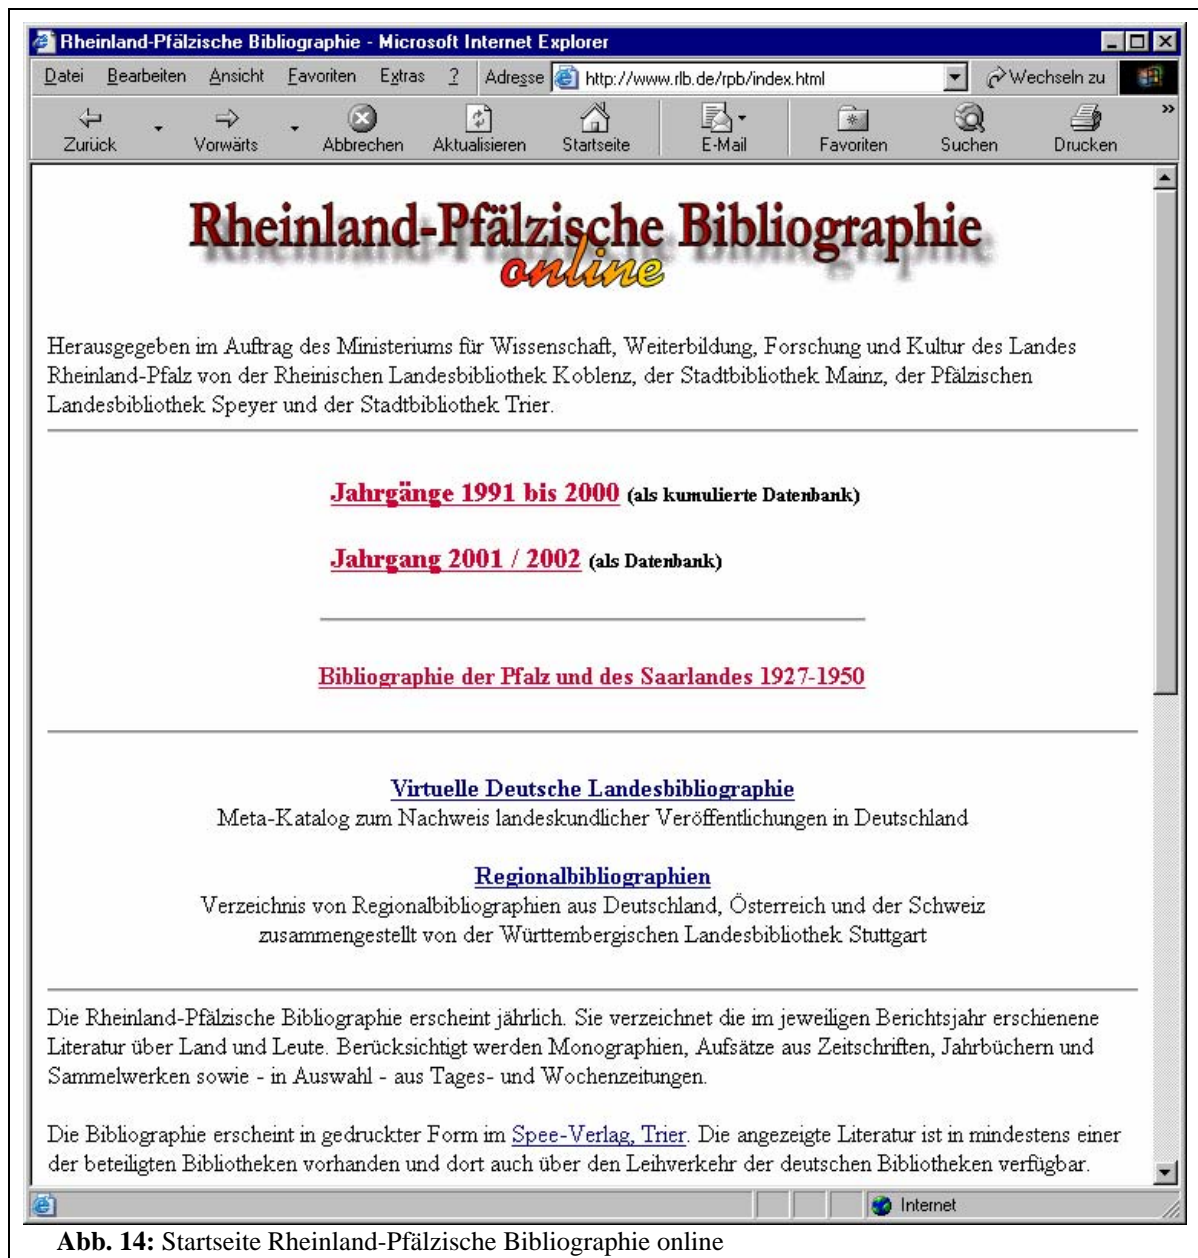 Rheinland-Pfälzische Bibliographie - Microsoft Internet Explorer
Datei Bearbeiten Ansicht Favoriten Extras ? Adresse http://www.rlb.de/rpb/index.html Wechseln zu »
Zurück Vorwärts Abbrechen Aktualisieren Startseite E-Mail Favoriten Suchen Drucken
Rheinland-Pfälzische Bibliographie
online
Herausgegeben im Auftrag des Ministeriums für Wissenschaft, Weiterbildung, Forschung und Kultur des Landes
Rheinland-Pfalz von der Rheinischen Landesbibliothek Koblenz, der Stadtbibliothek Mainz, der Pfälzischen
Landesbibliothek Speyer und der Stadtbibliothek Trier.
Jahrgänge 1991 bis 2000 (als kumulierte Datenbank)
Jahrgang 2001 / 2002 (als Datenbank)
Bibliographie der Pfalz und des Saarlandes 1927-1950
Virtuelle Deutsche Landesbibliographie
Meta-Katalog zum Nachweis landeskundlicher Veröffentlichungen in Deutschland
Regionalbibliographien
Verzeichnis von Regionalbibliographien aus Deutschland, Österreich und der Schweiz
zusammengestellt von der Württembergischen Landesbibliothek Stuttgart
Die Rheinland-Pfälzische Bibliographie erscheint jährlich. Sie verzeichnet die im jeweiligen Berichtsjahr erschienene
Literatur über Land und Leute. Berücksichtigt werden Monographien, Aufsätze aus Zeitschriften, Jahrbüchern und
Sammelwerken sowie - in Auswahl - aus Tages- und Wochenzeitungen.
Die Bibliographie erscheint in gedruckter Form im Spee-Verlag, Trier. Die angezeigte Literatur ist in mindestens einer
der beteiligten Bibliotheken vorhanden und dort auch über den Leihverkehr der deutschen Bibliotheken verfügbar.
Internet
Abb. 14: Startseite Rheinland-Pfälzische Bibliographie online